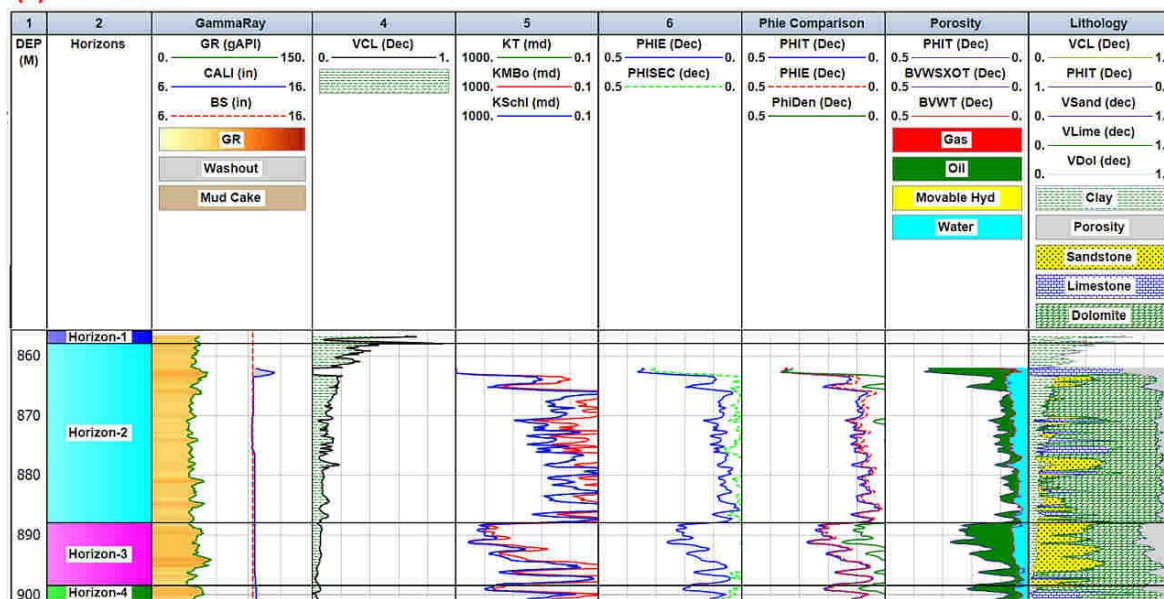 1 2 GammaRay 4 5 6 Phie Comparison Porosity Lithology
DEP (M) Horizons
0. GR (gAPI) 150.
6. CALI (in) 16.
6. BS (in) 16.
GR
Washout
Mud Cake
0. VCL (Dec) 1.
1000. KT (md) 0.1
1000. KMBo (md) 0.1
1000. KSchl (md) 0.1
0.5 PHIE (Dec) 0.
0.5 PHISEC (dec) 0.
0.5 PHIT (Dec) 0.
0.5 PHIE (Dec) 0.
0.5 PhiDen (Dec) 0.
0.5 PHIT (Dec) 0.
0.5 BVWSXOT (Dec) 0.
0.5 BVWT (Dec) 0.
Gas
Oil
Movable Hyd
Water
0. VCL (Dec) 1.
1. PHIT (Dec) 0.
0. VSand (dec) 1.
0. VLime (dec) 1.
0. VDol (dec) 1.
Clay
Porosity
Sandstone
Limestone
Dolomite
Horizon-1
860
870
Horizon-2
880
890
Horizon-3
900
Horizon-4